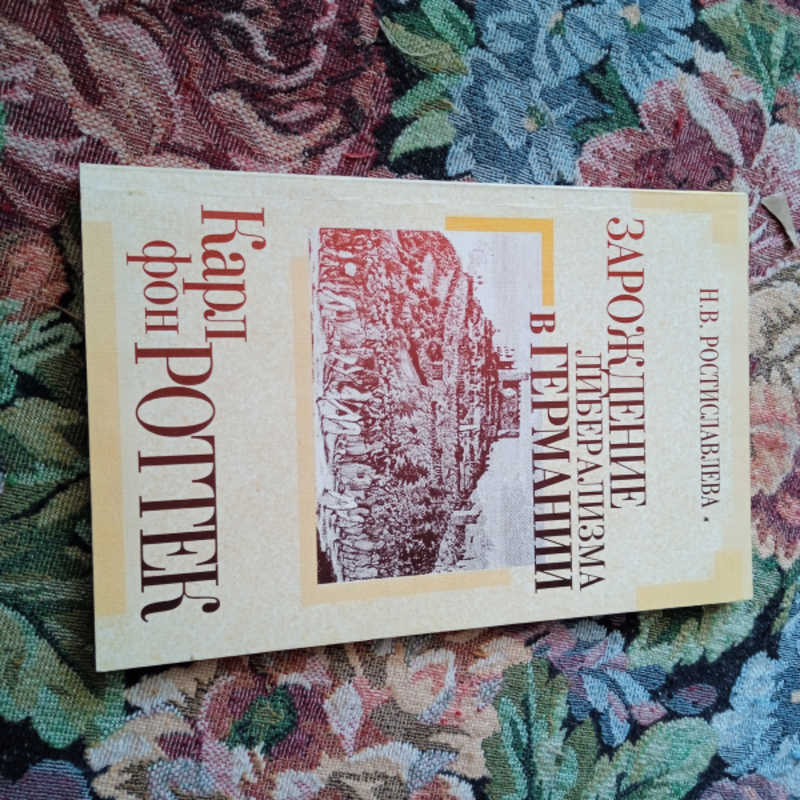 Н.В. РОСТИСЛАВЛЕВА
ЗАРОЖДЕНИЕ
ЛИБЕРАЛИЗМА
В ГЕРМАНИИ
Карл
фон
РОТТЕК